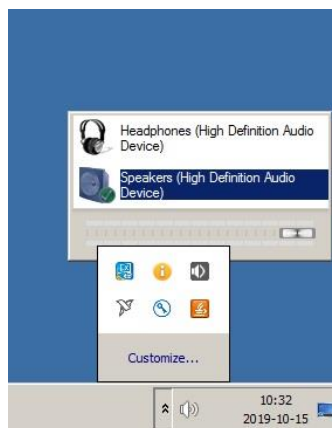 Headphones (High Definition Audio
Device)
Speakers (High Definition Audio
Device)
Customize...
10:32
2019-10-15